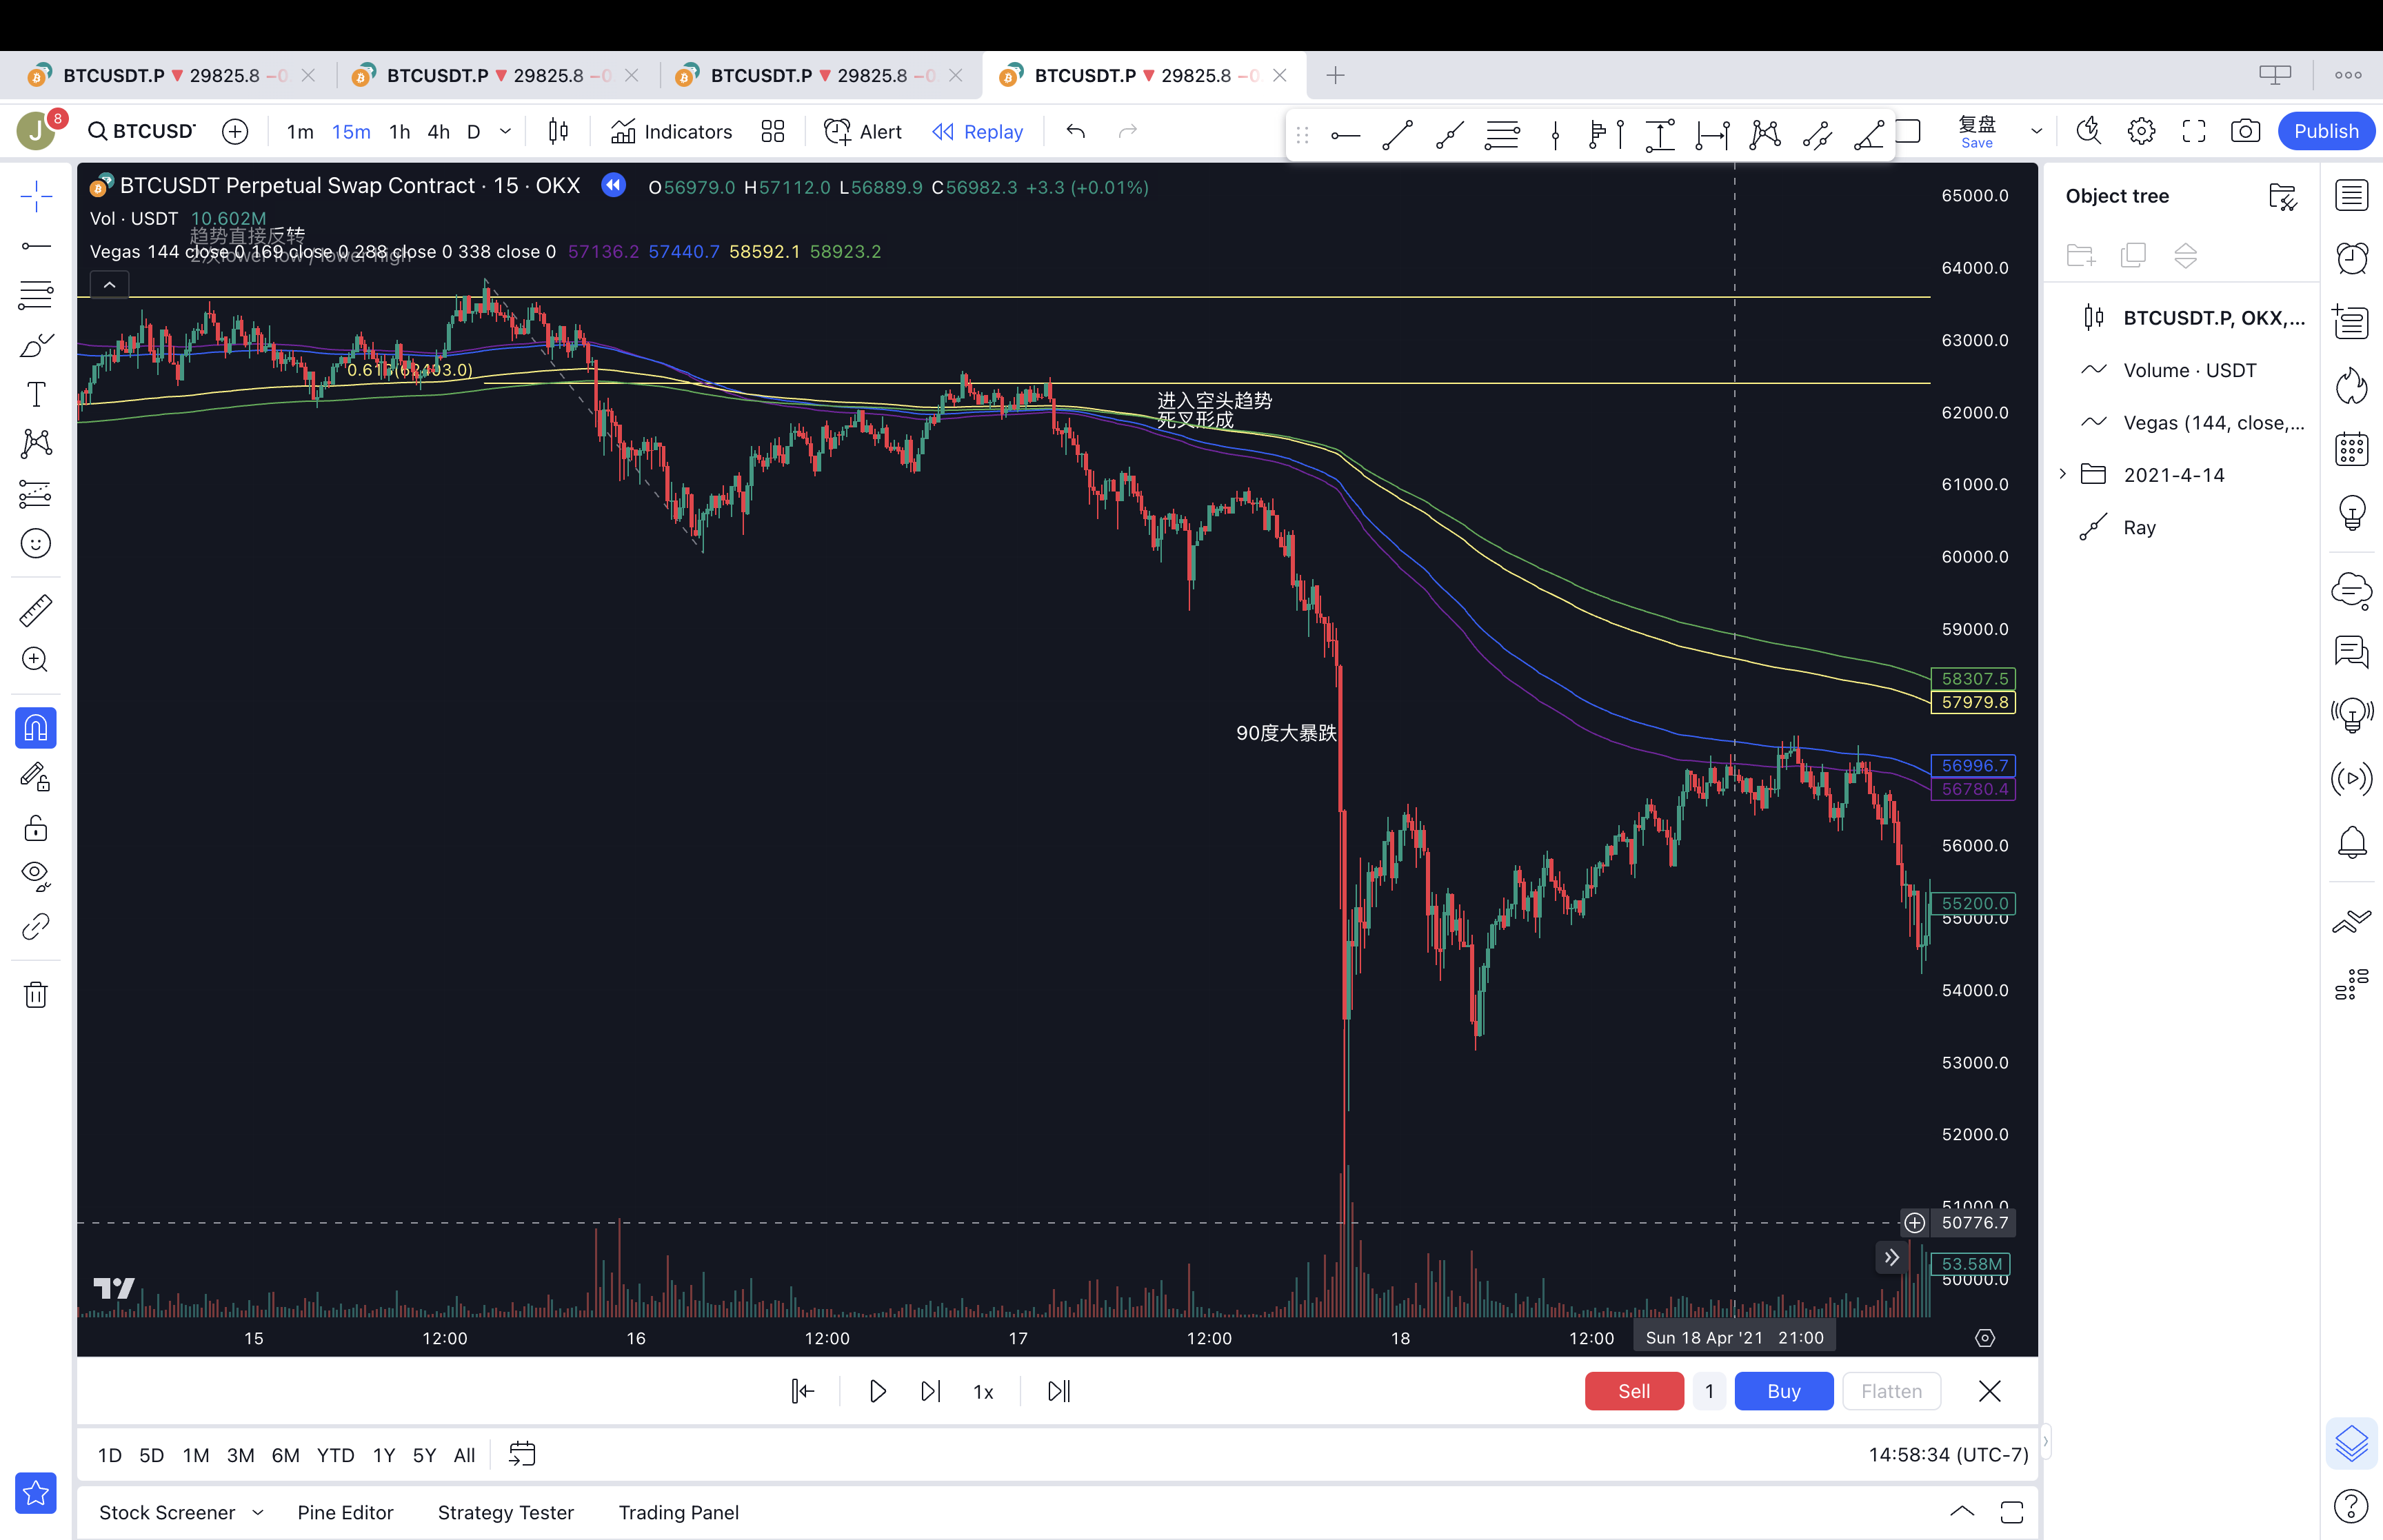 BTCUSDT.P ▼ 29825.8 −0
BTCUSDT.P ▼ 29825.8 −0
BTCUSDT.P ▼ 29825.8 −0
BTCUSDT.P ▼ 29825.8 −0
J 8 BTCUSD 1m 15m 1h 4h D Indicators Alert Replay 复盘 Publish
Save
BTCUSDT Perpetual Swap Contract · 15 · OKX O56979.0 H57112.0 L56889.9 C56982.3 +3.3 (+0.01%)
Vol · USDT 10.602M
趋势直接反转
Vegas 144 close 0 169 close 0 288 close 0 338 close 0 57136.2 57440.7 58592.1 58923.2
lower low / lower high
进入空头趋势
死叉形成
90度大暴跌
65000.0
64000.0
63000.0
62000.0
61000.0
60000.0
59000.0
58307.5
57979.8
56996.7
56780.4
56000.0
55200.0
55000.0
54000.0
53000.0
52000.0
51000.0
50776.7
53.58M
50000.0
15 12:00 16 12:00 17 12:00 18 12:00 Sun 18 Apr '21 21:00
Object tree
BTCUSDT.P, OKX,...
Volume · USDT
Vegas (144, close,...
2021-4-14
Ray
1x Sell 1 Buy Flatten
1D 5D 1M 3M 6M YTD 1Y 5Y All 14:58:34 (UTC-7)
Stock Screener Pine Editor Strategy Tester Trading Panel